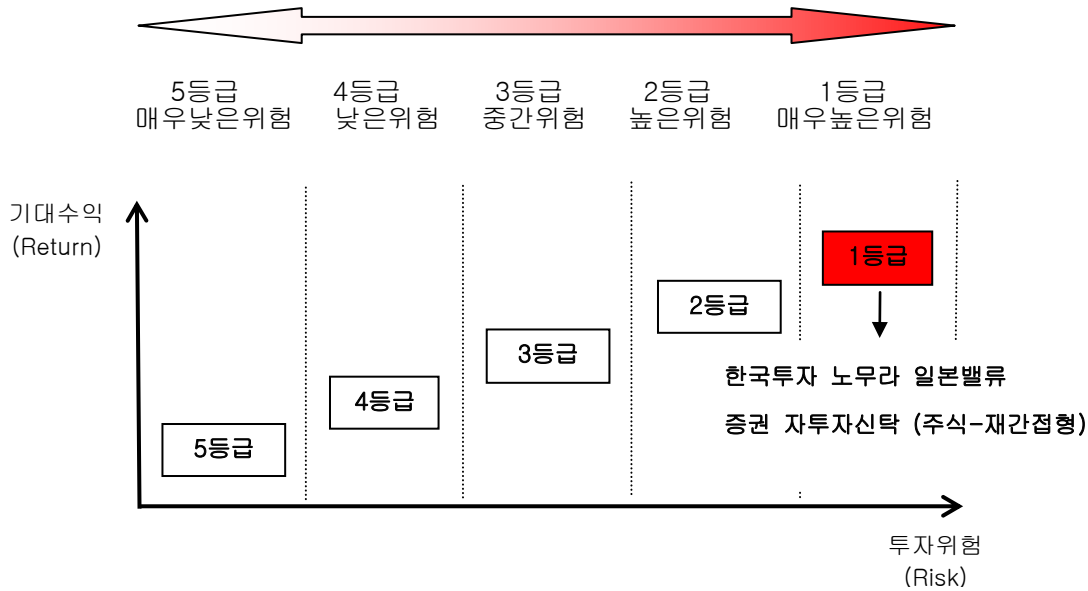 5등급 4등급 3등급 2등급 1등급
매우낮은위험 낮은위험 중간위험 높은위험 매우높은위험
기대수익
(Return)
1등급
2등급
3등급
한국투자 노무라 일본밸류
증권 자투자신탁 (주식-재간접형)
4등급
5등급
투자위험
(Risk)